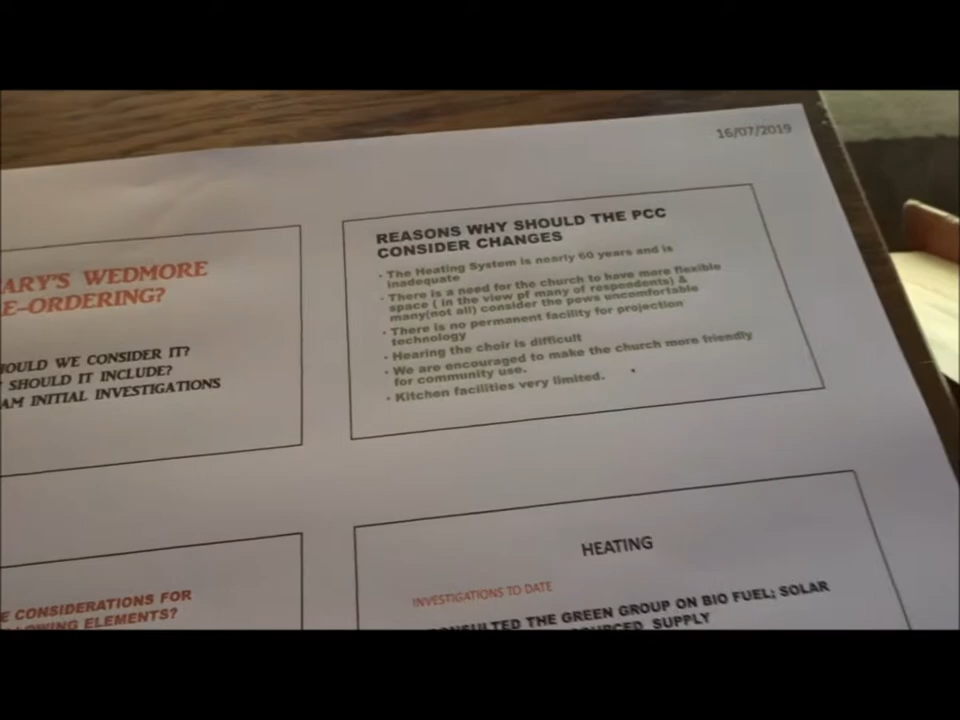 16/07/2019
ARY'S WEDMORE
E-ORDERING?
OULD WE CONSIDER IT?
SHOULD IT INCLUDE?
AM INITIAL INVESTIGATIONS
REASONS WHY SHOULD THE PCC
CONSIDER CHANGES
• The Heating System is nearly 60 years and is
inadequate
• There is a need for the church to have more flexible
space ( in the view pf many of respondents) &
many(not all) consider the pews uncomfortable
• There is no permanent facility for projection
technology
• Hearing the choir is difficult
• We are encouraged to make the church more friendly
for community use.
• Kitchen facilities very limited.
E CONSIDERATIONS FOR
LOWING ELEMENTS?
HEATING
INVESTIGATIONS TO DATE
ONSULTED THE GREEN GROUP ON BIO FUEL; SOLAR
OURCED SUPPLY